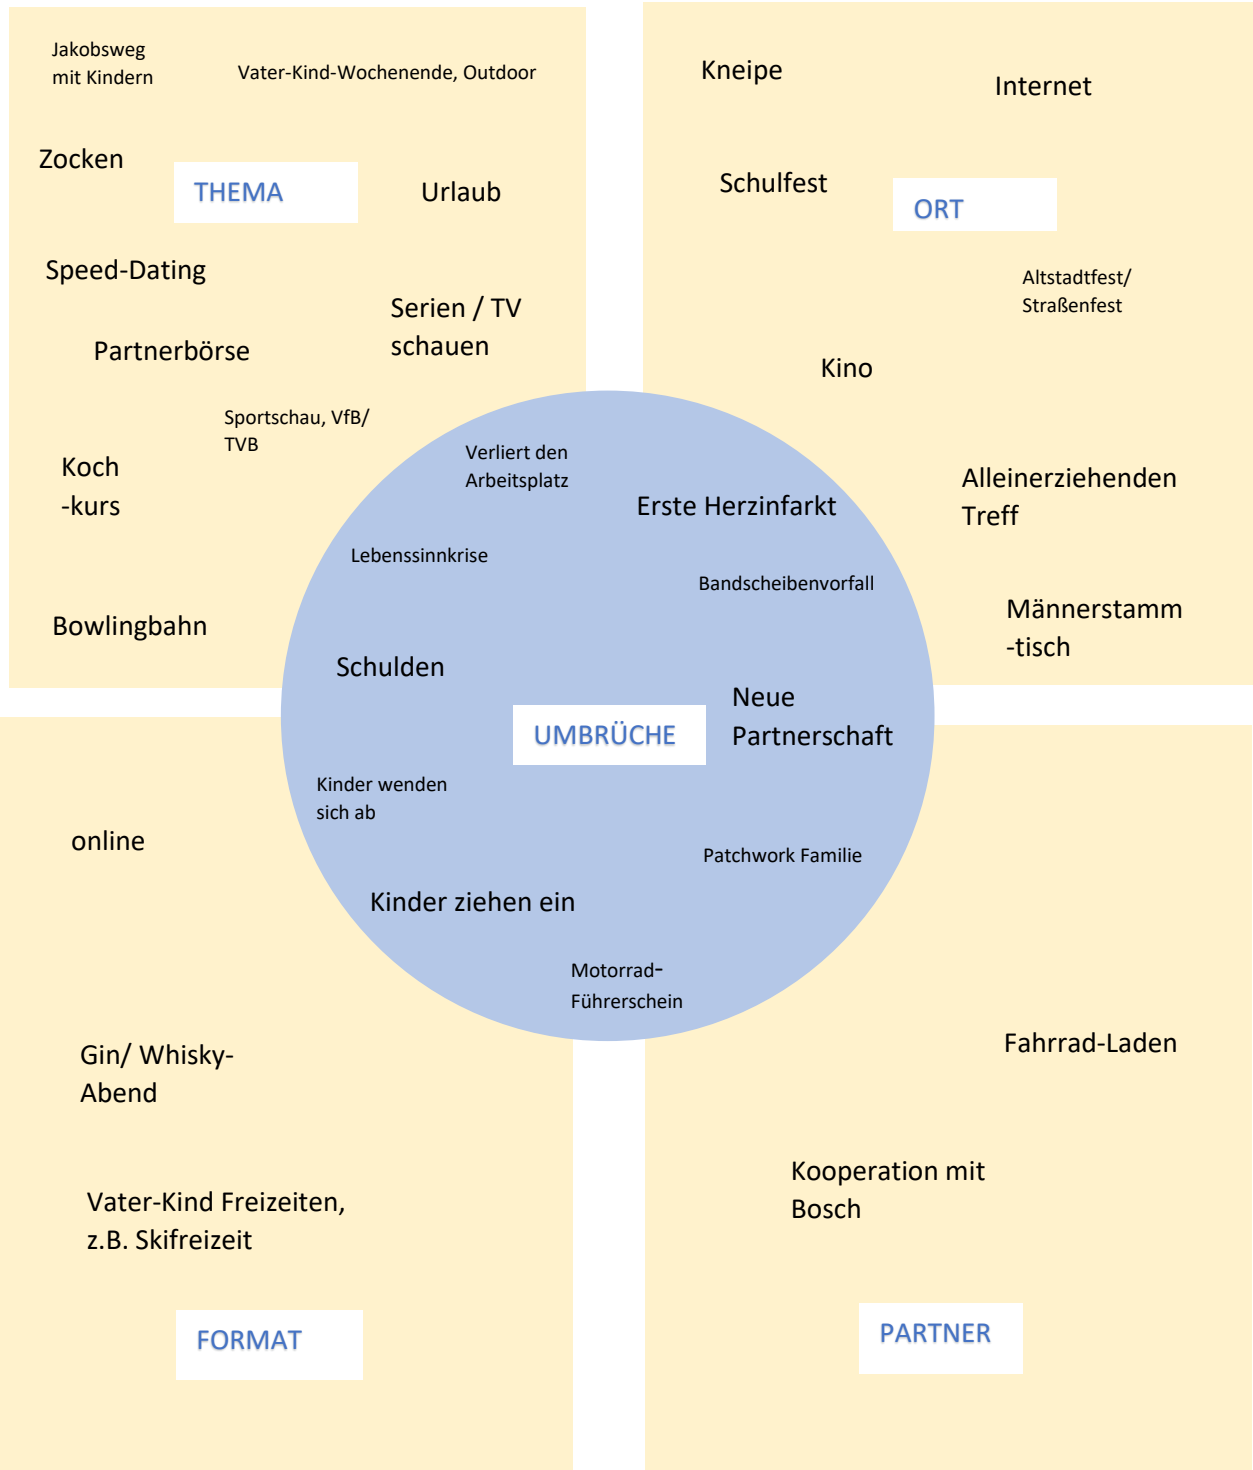 Jakobsweg
mit Kindern
Vater-Kind-Wochenende, Outdoor
Zocken
THEMA
Urlaub
Speed-Dating
Serien / TV
schauen
Partnerbörse
Sportschau, VfB/
TVB
Koch
-kurs
Bowlingbahn
Kneipe
Internet
Schulfest
ORT
Altstadtfest/
Straßenfest
Kino
Alleinerziehenden
Treff
Männerstamm
-tisch
Verliert den
Arbeitsplatz
Erste Herzinfarkt
Lebenssinnkrise
Bandscheibenvorfall
Schulden
Neue
Partnerschaft
UMBRÜCHE
Kinder wenden
sich ab
Patchwork Familie
Kinder ziehen ein
Motorrad-
Führerschein
online
Gin/ Whisky-
Abend
Vater-Kind Freizeiten,
z.B. Skifreizeit
FORMAT
Fahrrad-Laden
Kooperation mit
Bosch
PARTNER